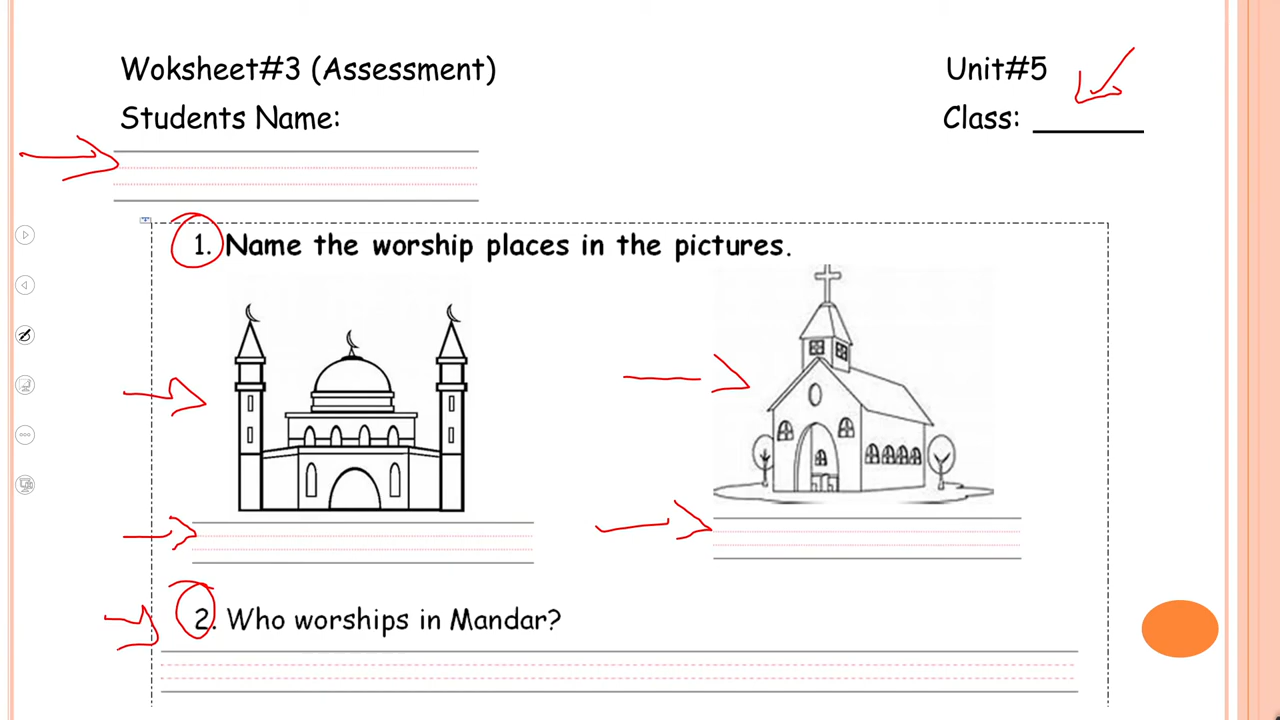 Woksheet#3 (Assessment)
Unit#5
Students Name:
Class: ________
1. Name the worship places in the pictures.
2. Who worships in Mandar?